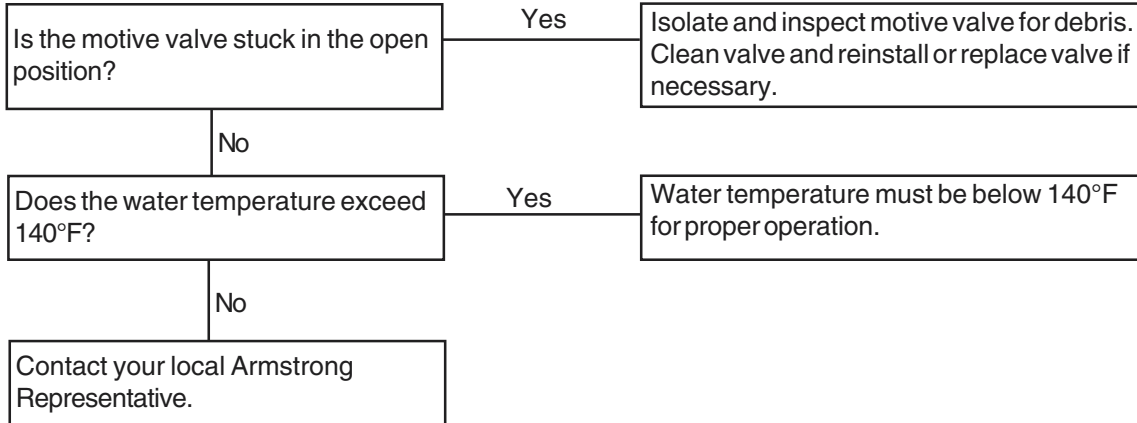 Is the motive valve stuck in the open
position?
Yes
Isolate and inspect motive valve for debris.
Clean valve and reinstall or replace valve if
necessary.
No
Does the water temperature exceed
140°F?
Yes
Water temperature must be below 140°F
for proper operation.
No
Contact your local Armstrong
Representative.